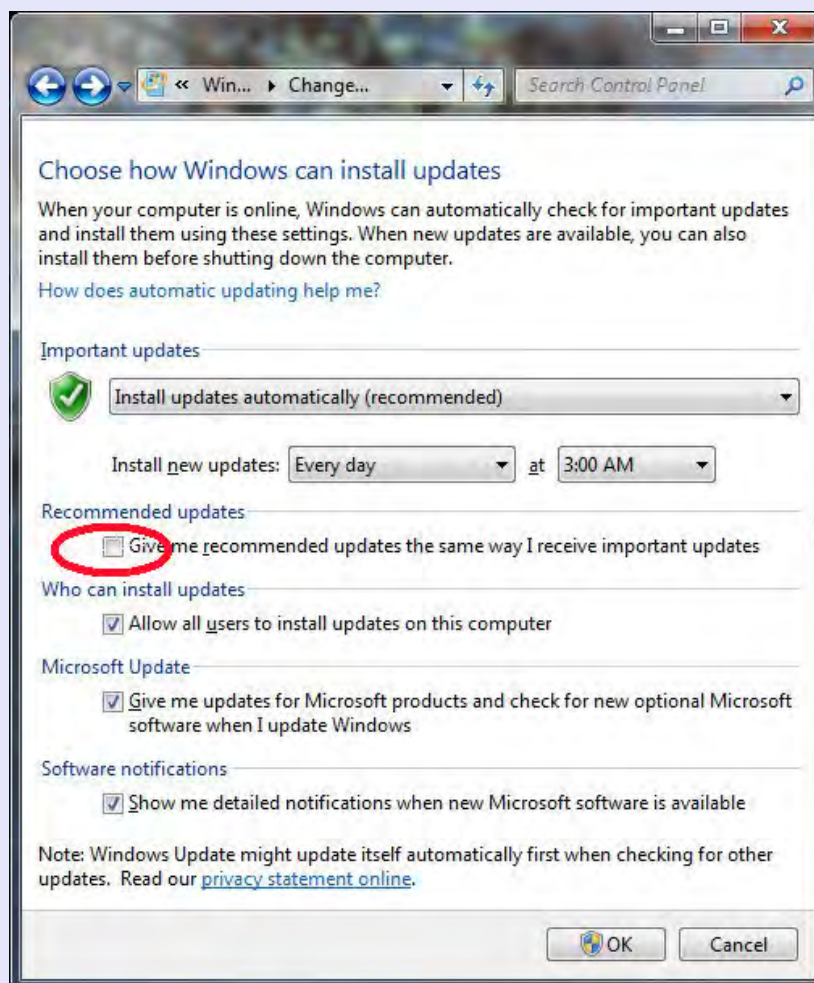 « Win... ▸ Change...
Search Control Panel
Choose how Windows can install updates
When your computer is online, Windows can automatically check for important updates
and install them using these settings. When new updates are available, you can also
install them before shutting down the computer.
How does automatic updating help me?
Important updates
Install updates automatically (recommended)
Install new updates: Every day at 3:00 AM
Recommended updates
Give me recommended updates the same way I receive important updates
Who can install updates
Allow all users to install updates on this computer
Microsoft Update
Give me updates for Microsoft products and check for new optional Microsoft
software when I update Windows
Software notifications
Show me detailed notifications when new Microsoft software is available
Note: Windows Update might update itself automatically first when checking for other
updates. Read our privacy statement online.
OK Cancel